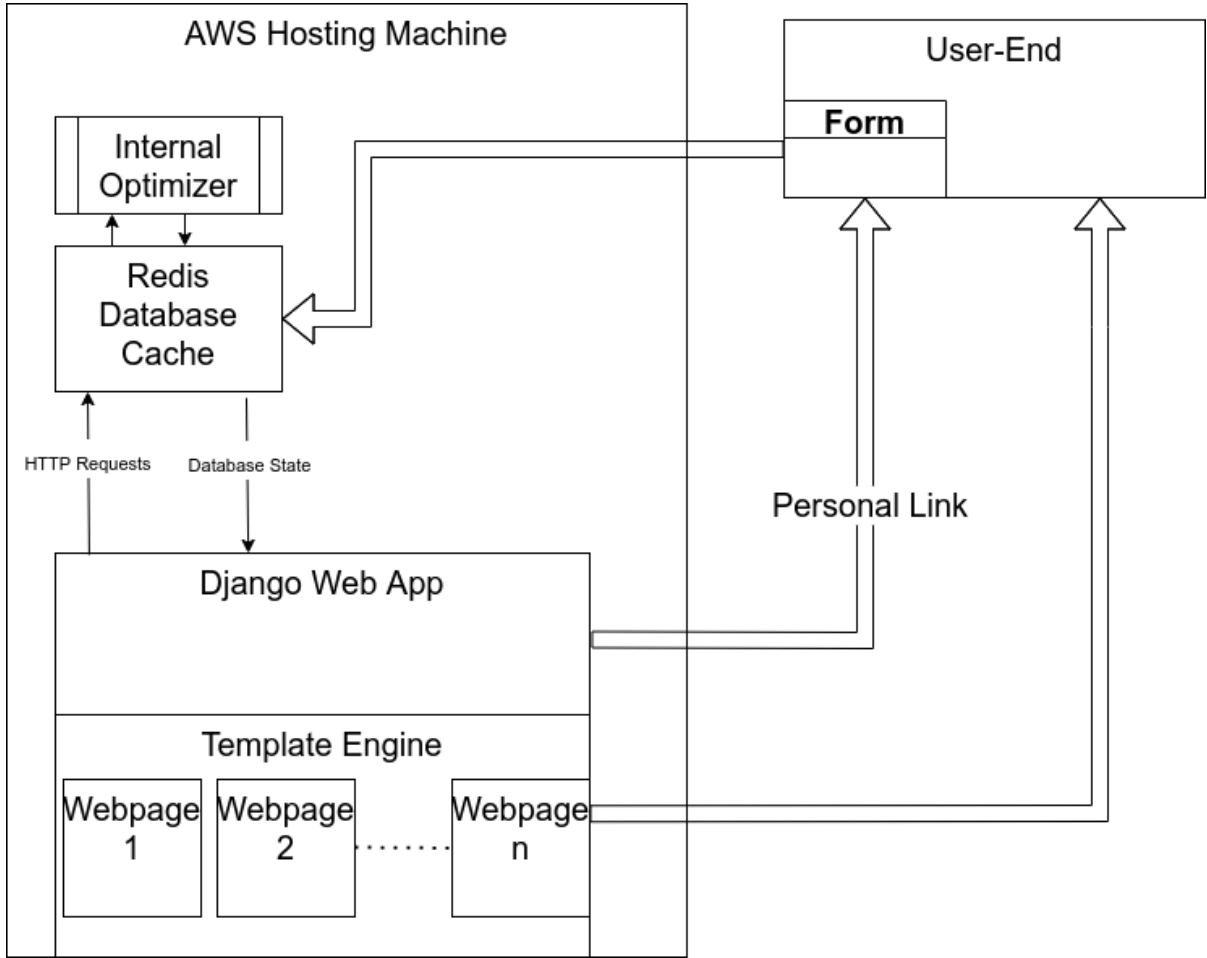 AWS Hosting Machine
User-End
Form
Internal
Optimizer
Redis
Database
Cache
HTTP Requests
Database State
Personal Link
Django Web App
Template Engine
Webpage
1
Webpage
2
Webpage
n